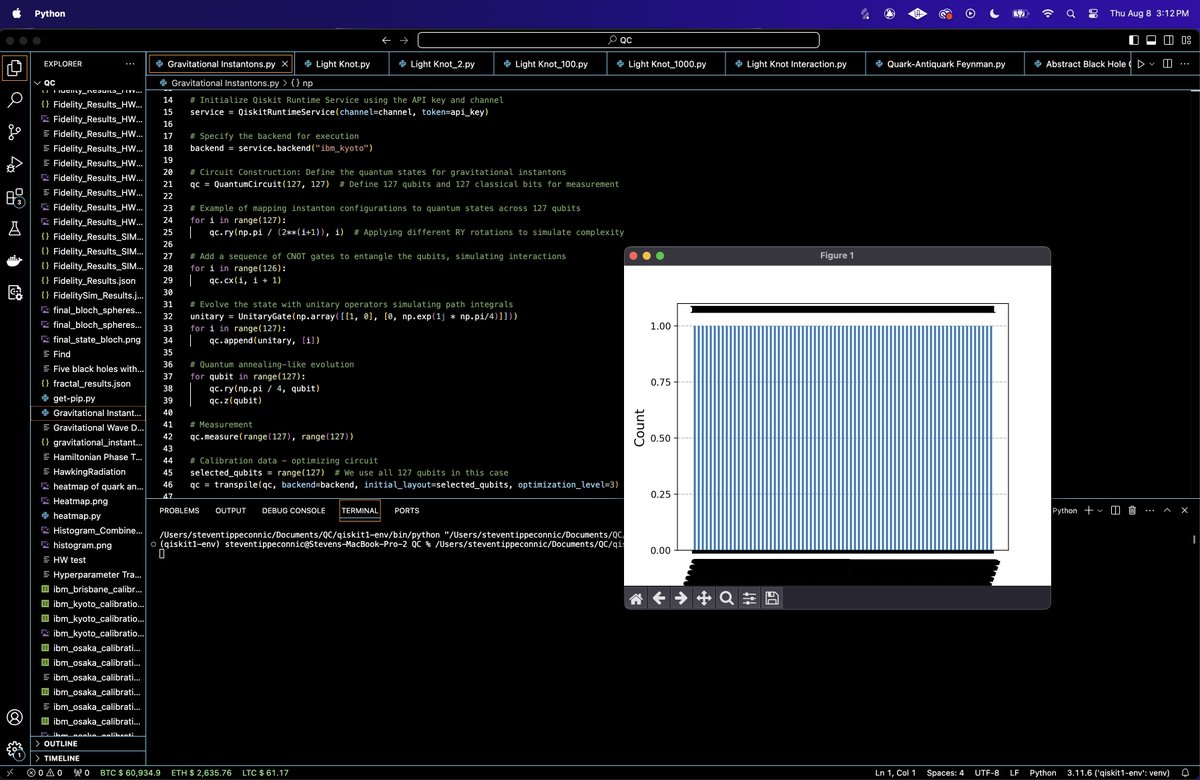 Python
Thu Aug 8 3:12 PM
QC
EXPLORER
QC
Fidelity_Results_HW...
Fidelity_Results_HW...
Fidelity_Results_HW...
Fidelity_Results_HW...
Fidelity_Results_HW...
Fidelity_Results_HW...
Fidelity_Results_HW...
Fidelity_Results_HW...
Fidelity_Results_HW...
Fidelity_Results_SIM...
Fidelity_Results_SIM...
Fidelity_Results_SIM...
Fidelity_Results.json
FidelitySim_Results.j...
final_bloch_spheres...
final_bloch_spheres...
final_state_bloch.png
Find
Five black holes with...
fractal_results.json
get-pip.py
Gravitational Instant...
Gravitational Wave D...
gravitational_instant...
Hamiltonian Phase T...
HawkingRadiation
heatmap of quark an...
Heatmap.png
heatmap.py
Histogram_Combine...
histogram.png
HW test
Hyperparameter Tra...
ibm_brisbane_calibr...
ibm_kyoto_calibratio...
ibm_kyoto_calibratio...
ibm_kyoto_calibratio...
ibm_osaka_calibrati...
ibm_osaka_calibrati...
ibm_osaka_calibrati...
ibm_osaka_calibrati...
ibm_osaka_calibrati...
ibm_osaka_calibrati...
OUTLINE
TIMELINE
Gravitational Instantons.py Light Knot.py Light Knot_2.py Light Knot_100.py Light Knot_1000.py Light Knot Interaction.py Quark-Antiquark Feynman.py Abstract Black Hole
Gravitational Instantons.py > {} np
14 # Initialize Qiskit Runtime Service using the API key and channel
15 service = QiskitRuntimeService(channel=channel, token=api_key)
16
17 # Specify the backend for execution
18 backend = service.backend("ibm_kyoto")
19
20 # Circuit Construction: Define the quantum states for gravitational instantons
21 qc = QuantumCircuit(127, 127)  # Define 127 qubits and 127 classical bits for measurement
22
23 # Example of mapping instanton configurations to quantum states across 127 qubits
24 for i in range(127):
25 qc.ry(np.pi / (2**(i+1)), i)  # Applying different RY rotations to simulate complexity
26
27 # Add a sequence of CNOT gates to entangle the qubits, simulating interactions
28 for i in range(126):
29 qc.cx(i, i + 1)
30
31 # Evolve the state with unitary operators simulating path integrals
32 unitary = UnitaryGate(np.array([[1, 0], [0, np.exp(1j * np.pi/4)]]))
33 for i in range(127):
34 qc.append(unitary, [i])
35
36 # Quantum annealing-like evolution
37 for qubit in range(127):
38 qc.ry(np.pi / 4, qubit)
39 qc.z(qubit)
40
41 # Measurement
42 qc.measure(range(127), range(127))
43
44 # Calibration data - optimizing circuit
45 selected_qubits = range(127)  # We use all 127 qubits in this case
46 qc = transpile(qc, backend=backend, initial_layout=selected_qubits, optimization_level=3)
47
Figure 1
Count
1.00
0.75
0.50
0.25
0.00
PROBLEMS OUTPUT DEBUG CONSOLE TERMINAL PORTS
Python
/Users/steventippeconnic/Documents/QC/qiskit1-env/bin/python "/Users/steventippeconnic/Documents/QC/
(qiskit1-env) steventippeconnic@Stevens-MacBook-Pro-2 QC % /Users/steventippeconnic/Documents/QC/qis
3
1
0 0 0 BTC $ 60,934.9 ETH $ 2,635.76 LTC $ 61.17
Ln 1, Col 1 Spaces: 4 UTF-8 LF Python 3.11.6 ('qiskit1-env': venv)